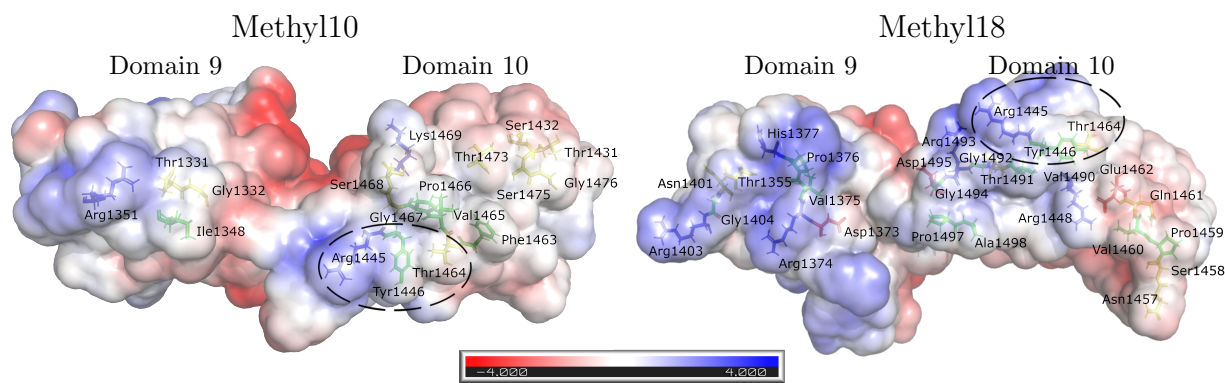 Methyl10
Domain 9
Domain 10
Lys1469
Ser1432
Thr1431
Thr1473
Thr1331
Gly1332
Ser1468
Pro1466
Ser1475
Gly1476
Arg1351
Gly1467
Val1465
Ile1348
Phe1463
Arg1445
Thr1464
Tyr1446
Methyl18
Domain 9
Domain 10
Arg1445
His1377
Arg1493
Thr1464
Pro1376
Asp1495
Gly1492
Tyr1446
Glu1462
Asn1401
Thr1355
Thr1491
Val1490
Gln1461
Val1375
Gly1494
Gly1404
Arg1448
Arg1403
Asp1373
Pro1497
Ala1498
Pro1459
Val1460
Arg1374
Ser1458
Asn1457
-4.000
4.000